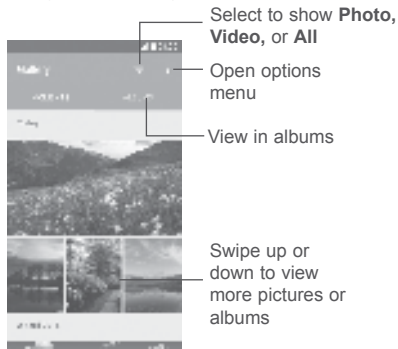 Select to show Photo,
Video, or All
Gallery
Open options
menu
View in albums
Swipe up or
down to view
more pictures or
albums